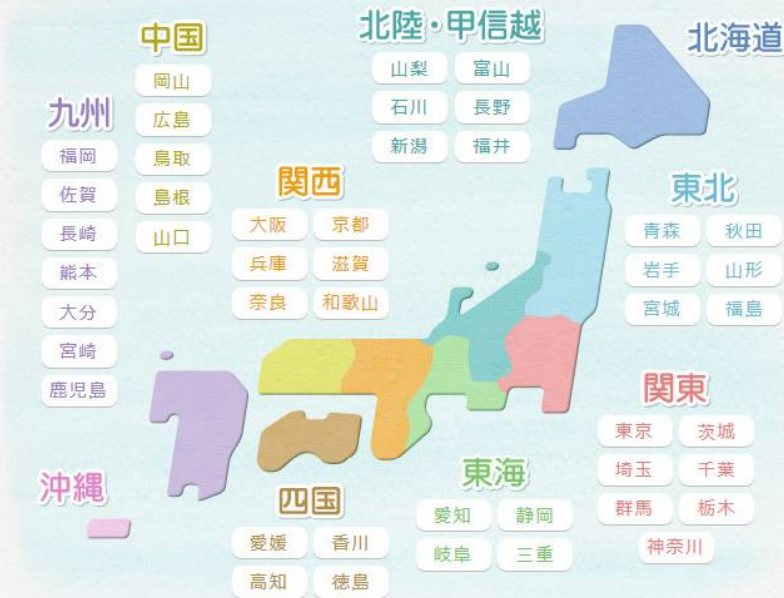 中国
岡山
広島
鳥取
島根
山口
北陸・甲信越
山梨 富山
石川 長野
新潟 福井
北海道
九州
福岡
佐賀
長崎
熊本
大分
宮崎
鹿児島
関西
大阪 京都
兵庫 滋賀
奈良 和歌山
東北
青森 秋田
岩手 山形
宮城 福島
関東
東京 茨城
埼玉 千葉
群馬 栃木
神奈川
沖縄
四国
愛媛 香川
高知 徳島
東海
愛知 静岡
岐阜 三重